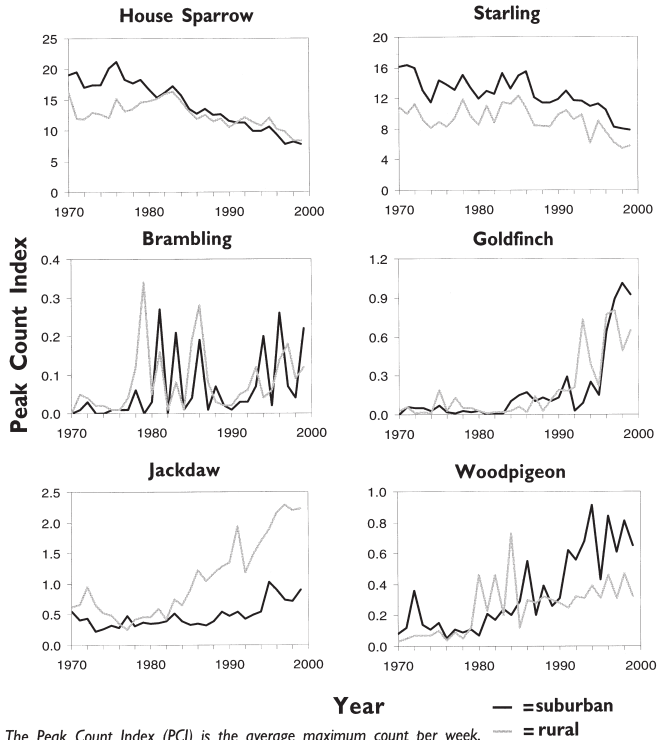 House Sparrow
25
20
15
10
5
0
1970 1980 1990 2000
Starling
20
16
12
8
4
0
1970 1980 1990 2000
Peak Count Index
Brambling
0.4
0.3
0.2
0.1
0.0
1970 1980 1990 2000
Goldfinch
1.2
0.9
0.6
0.3
0.0
1970 1980 1990 2000
Jackdaw
2.5
2.0
1.5
1.0
0.5
0.0
1970 1980 1990 2000
Woodpigeon
1.0
0.8
0.6
0.4
0.2
0.0
1970 1980 1990 2000
Year
=suburban
=rural
The Peak Count Index (PCI) is the average maximum count per week.